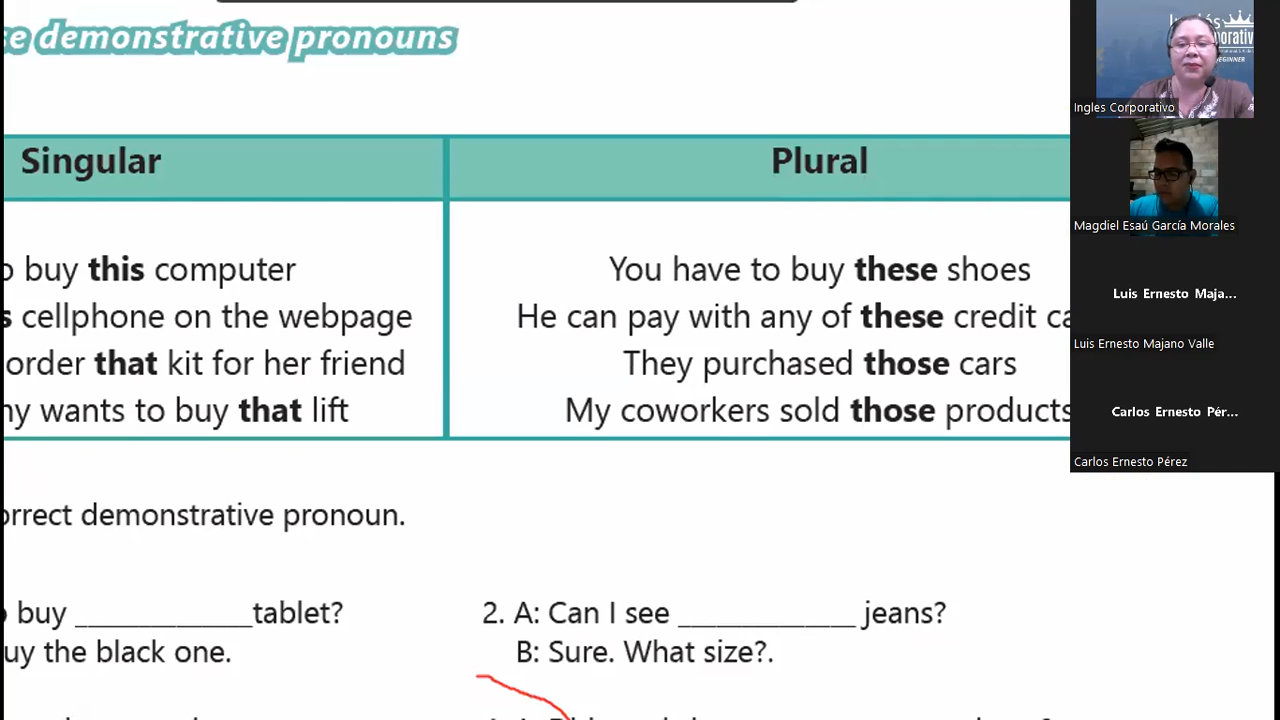 se demonstrative pronouns
Singular
Plural
o buy this computer
s cellphone on the webpage
order that kit for her friend
ny wants to buy that lift
You have to buy these shoes
He can pay with any of these credit ca
They purchased those cars
My coworkers sold those products
orrect demonstrative pronoun.
o buy ______________tablet?
uy the black one.
2. A: Can I see ______________ jeans?
B: Sure. What size?.
Ingles Corporativo
Magdiel Esaú García Morales
Luis Ernesto Maja...
Luis Ernesto Majano Valle
Carlos Ernesto Pér...
Carlos Ernesto Pérez